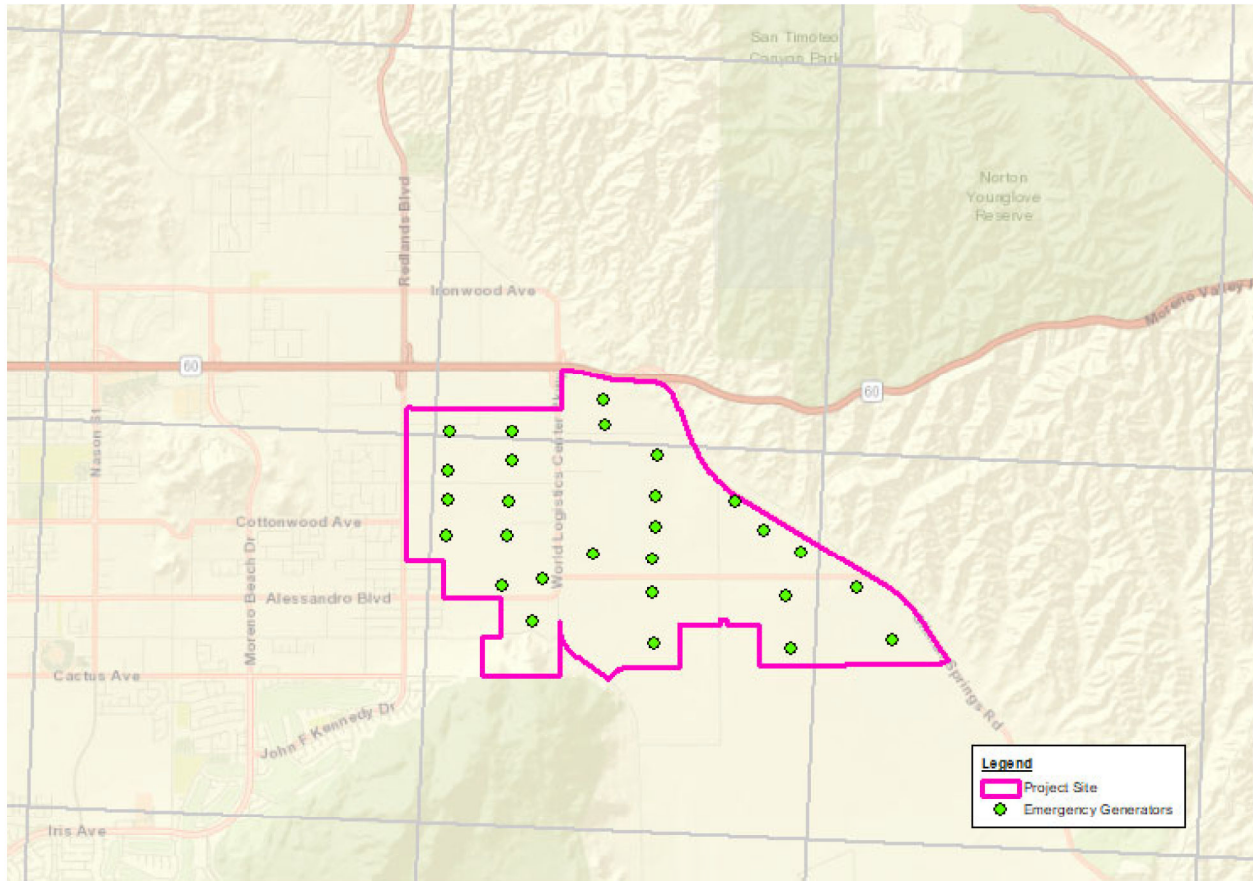 San Timoteo
Canyon Park
Norton
Younglove
Reserve
Redlands Blvd
Ironwood Ave
Moreno Valley
60
60
Nason St
World Logistics Center
Cottonwood Ave
Moreno Beach Dr
Alessandro Blvd
Cactus Ave
Springs Rd
John F Kennedy Dr
Iris Ave
Legend
Project Site
Emergency Generators